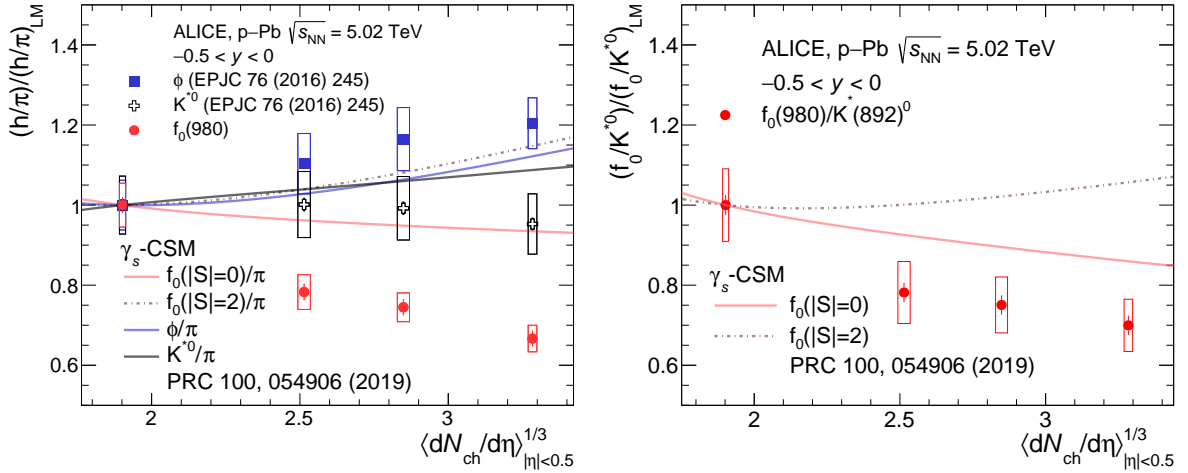 (h/π)/(h/π)LM
1.4
1.2
1
0.8
0.6
ALICE, p–Pb √sNN = 5.02 TeV
–0.5 < y < 0
ϕ (EPJC 76 (2016) 245)
K*0 (EPJC 76 (2016) 245)
f0(980)
γs-CSM
f0(|S|=0)/π
f0(|S|=2)/π
ϕ/π
K*0/π
PRC 100, 054906 (2019)
2 2.5 3
⟨dNch/dη⟩1/3|η|<0.5
(f0/K*0)/(f0/K*0)LM
1.4
1.2
1
0.8
0.6
ALICE, p–Pb √sNN = 5.02 TeV
–0.5 < y < 0
f0(980)/K*(892)0
γs-CSM
f0(|S|=0)
f0(|S|=2)
PRC 100, 054906 (2019)
2 2.5 3
⟨dNch/dη⟩1/3|η|<0.5